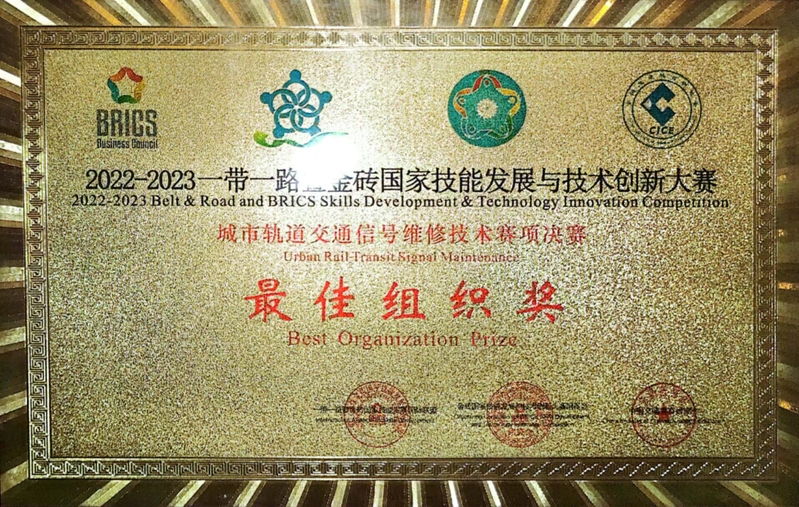 BRICS
Business Council
CICE
2022-2023一带一路暨金砖国家技能发展与技术创新大赛
2022-2023 Belt & Road and BRICS Skills Development & Technology Innovation Competition
城市轨道交通信号维修技术赛项决赛
Urban Rail Transit Signal Maintenance
最佳组织奖
Best Organization Prize